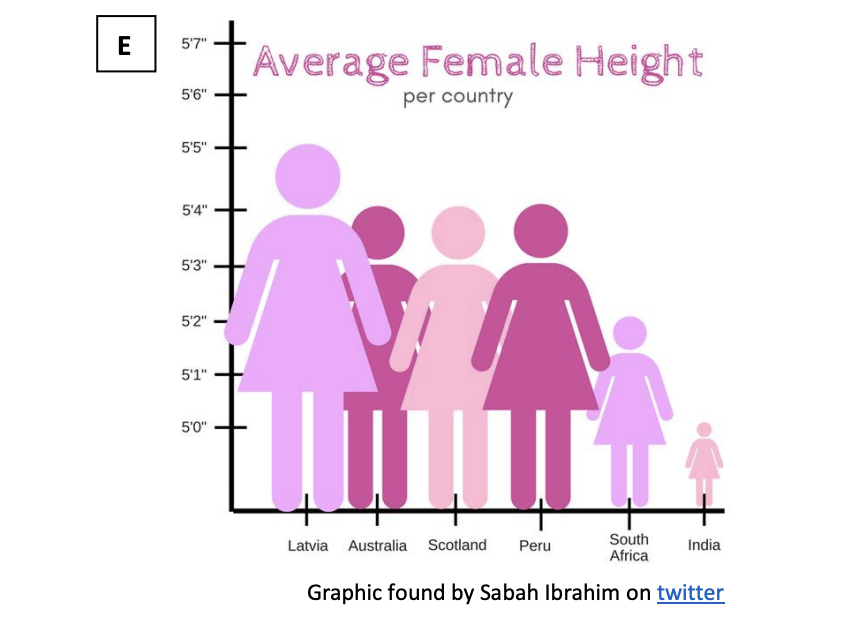 E
Average Female Height
per country
5'7"
5'6"
5'5"
5'4"
5'3"
5'2"
5'1"
5'0"
Latvia Australia Scotland Peru South Africa India
Graphic found by Sabah Ibrahim on twitter